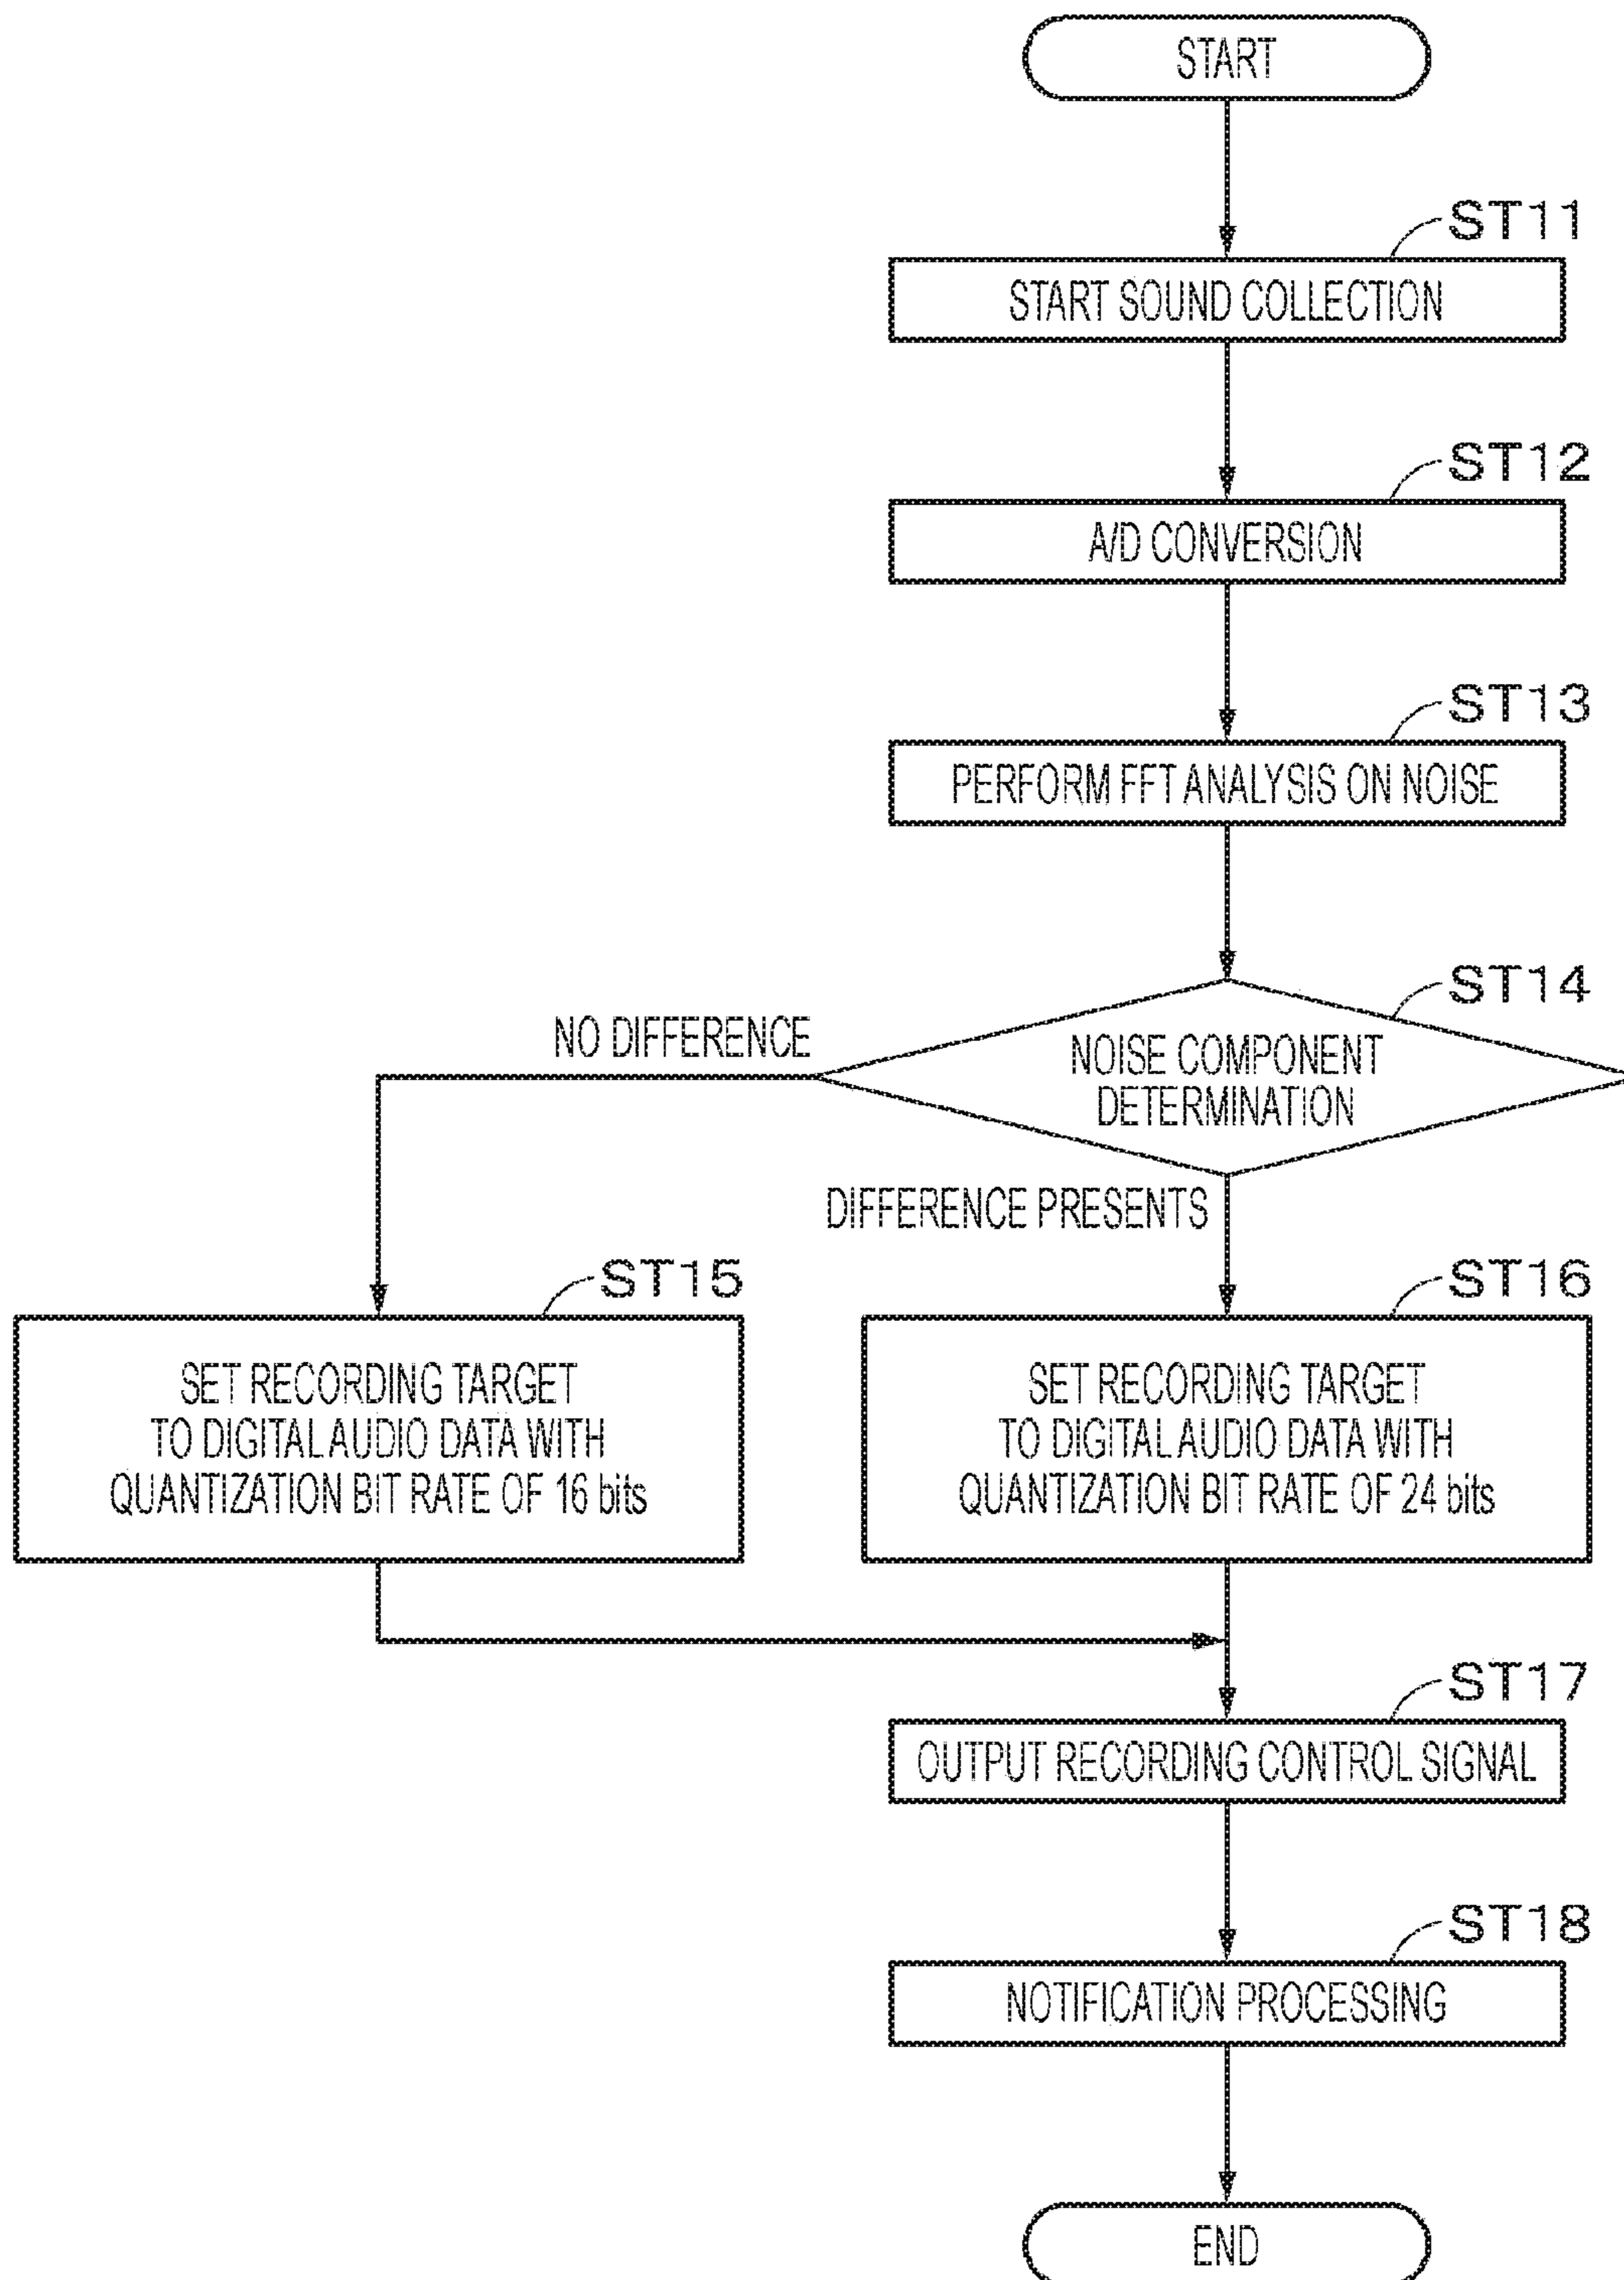 START
ST11
START SOUND COLLECTION
ST12
A/D CONVERSION
ST13
PERFORM FFT ANALYSIS ON NOISE
ST14
NO DIFFERENCE
NOISE COMPONENT
DETERMINATION
DIFFERENCE PRESENTS
ST15
SET RECORDING TARGET
TO DIGITAL AUDIO DATA WITH
QUANTIZATION BIT RATE OF 16 bits
ST16
SET RECORDING TARGET
TO DIGITAL AUDIO DATA WITH
QUANTIZATION BIT RATE OF 24 bits
ST17
OUTPUT RECORDING CONTROL SIGNAL
ST18
NOTIFICATION PROCESSING
END